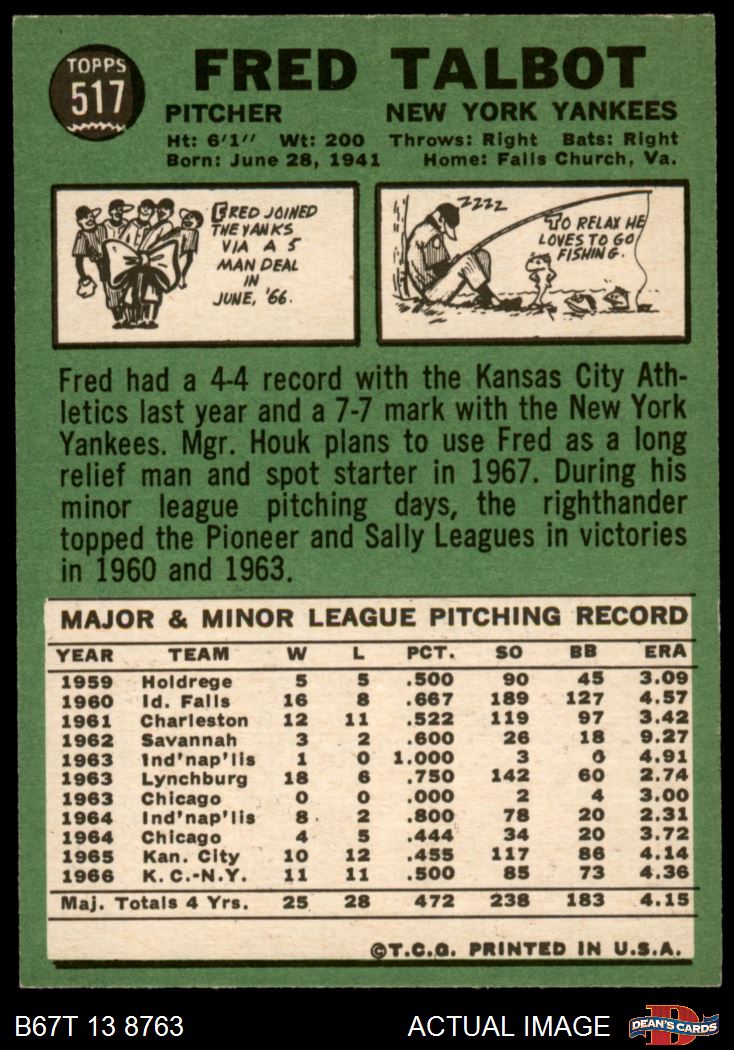 TOPPS
517
FRED TALBOT
PITCHER NEW YORK YANKEES
Ht: 6'1" Wt: 200 Throws: Right Bats: Right
Born: June 28, 1941 Home: Falls Church, Va.
FRED JOINED
THE YANKS
VIA A 5
MAN DEAL
IN
JUNE, '66.
ZZZZ
TO RELAX HE
LOVES TO GO
FISHING.
Fred had a 4-4 record with the Kansas City Ath-
letics last year and a 7-7 mark with the New York
Yankees. Mgr. Houk plans to use Fred as a long
relief man and spot starter in 1967. During his
minor league pitching days, the righthander
topped the Pioneer and Sally Leagues in victories
in 1960 and 1963.
MAJOR & MINOR LEAGUE PITCHING RECORD
YEAR TEAM W L PCT. SO BB ERA
1959 Holdrege 5 5 .500 90 45 3.09
1960 Id. Falls 16 8 .667 189 127 4.57
1961 Charleston 12 11 .522 119 97 3.42
1962 Savannah 3 2 .600 26 18 9.27
1963 Ind'nap'lis 1 0 1.000 3 6 4.91
1963 Lynchburg 18 6 .750 142 60 2.74
1963 Chicago 0 0 .000 2 4 3.00
1964 Ind'nap'lis 8 2 .800 78 20 2.31
1964 Chicago 4 5 .444 34 20 3.72
1965 Kan. City 10 12 .455 117 86 4.14
1966 K.C.-N.Y. 11 11 .500 85 73 4.36
Maj. Totals 4 Yrs. 25 28 472 238 183 4.15
©T.C.G. PRINTED IN U.S.A.
B67T 13 8763 ACTUAL IMAGE DEAN'S CARDS